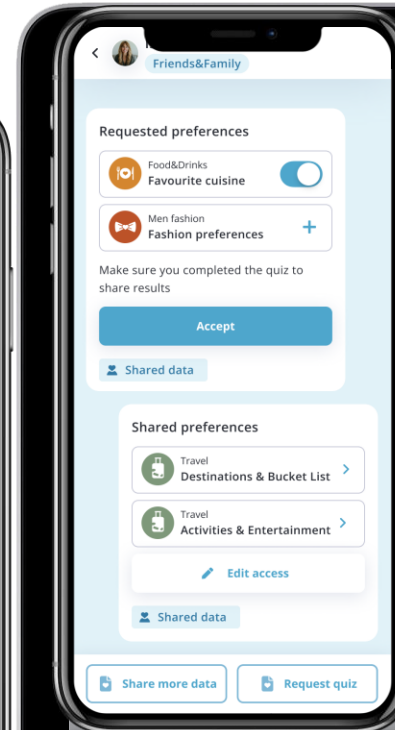 Friends&Family
Requested preferences
Food&Drinks
Favourite cuisine
Men fashion
Fashion preferences
Make sure you completed the quiz to
share results
Accept
Shared data
Shared preferences
Travel
Destinations & Bucket List
Travel
Activities & Entertainment
Edit access
Shared data
Share more data
Request quiz